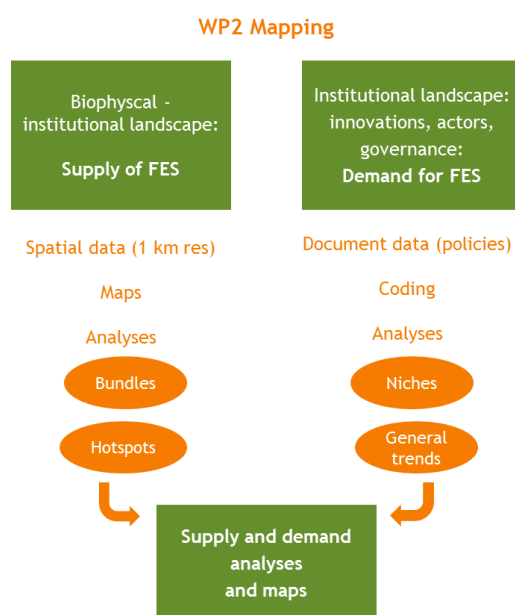 WP2 Mapping
Biophyscal -
institutional landscape:
Supply of FES
Institutional landscape:
innovations, actors,
governance:
Demand for FES
Spatial data (1 km res)
Maps
Analyses
Bundles
Hotspots
Document data (policies)
Coding
Analyses
Niches
General
trends
Supply and demand
analyses
and maps